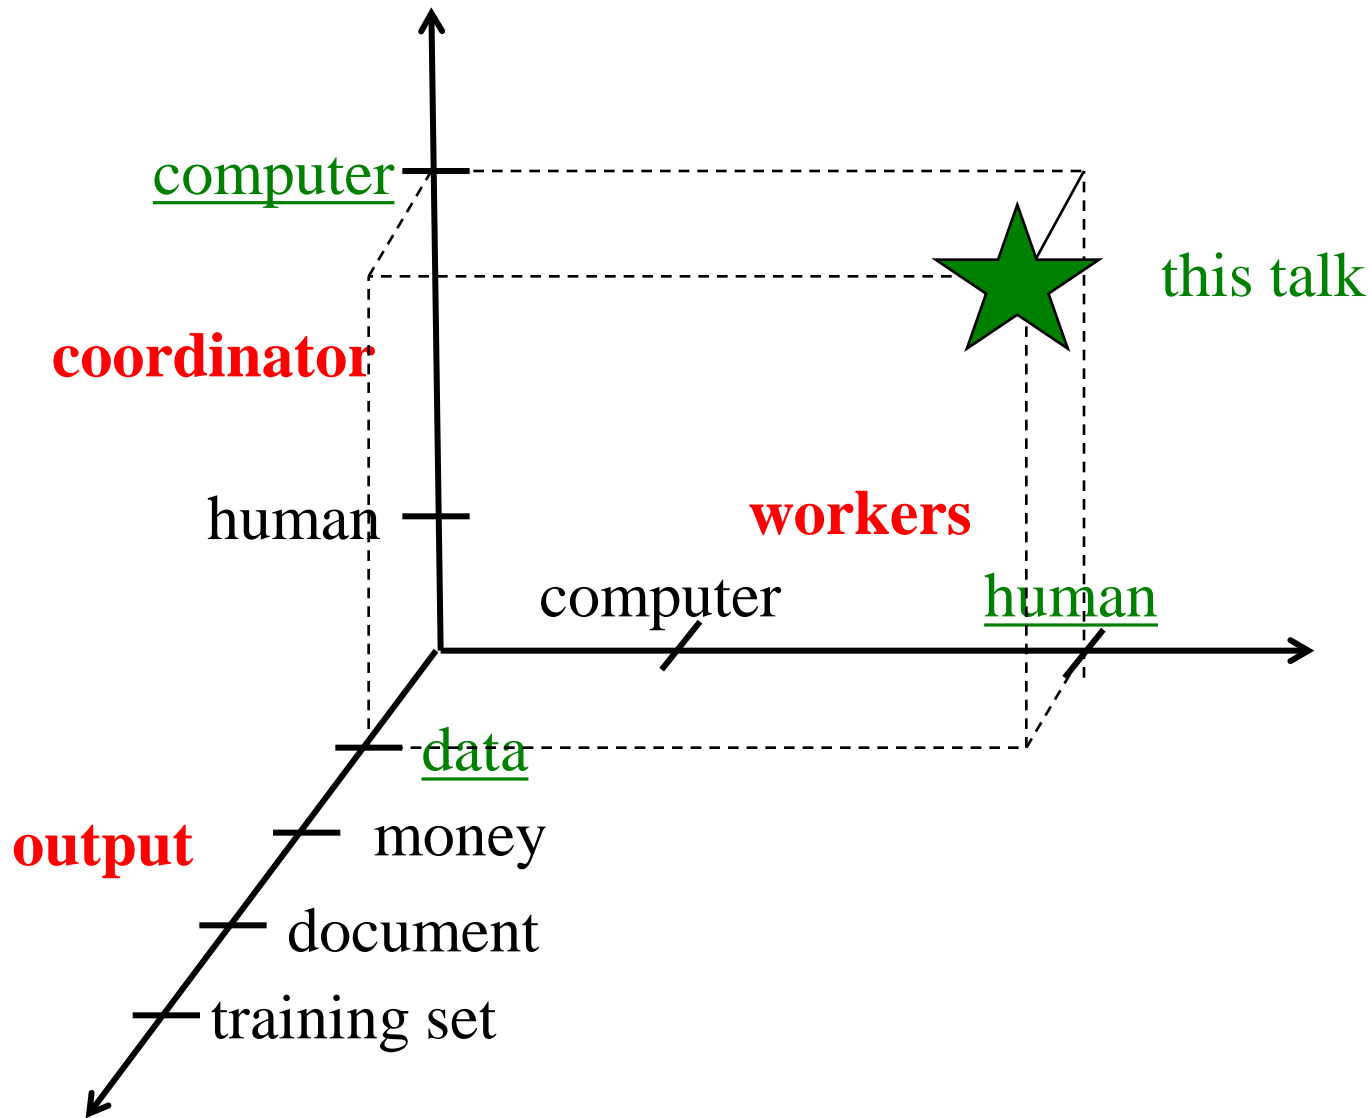 computer
this talk
coordinator
human
workers
computer
human
data
money
output
document
training set